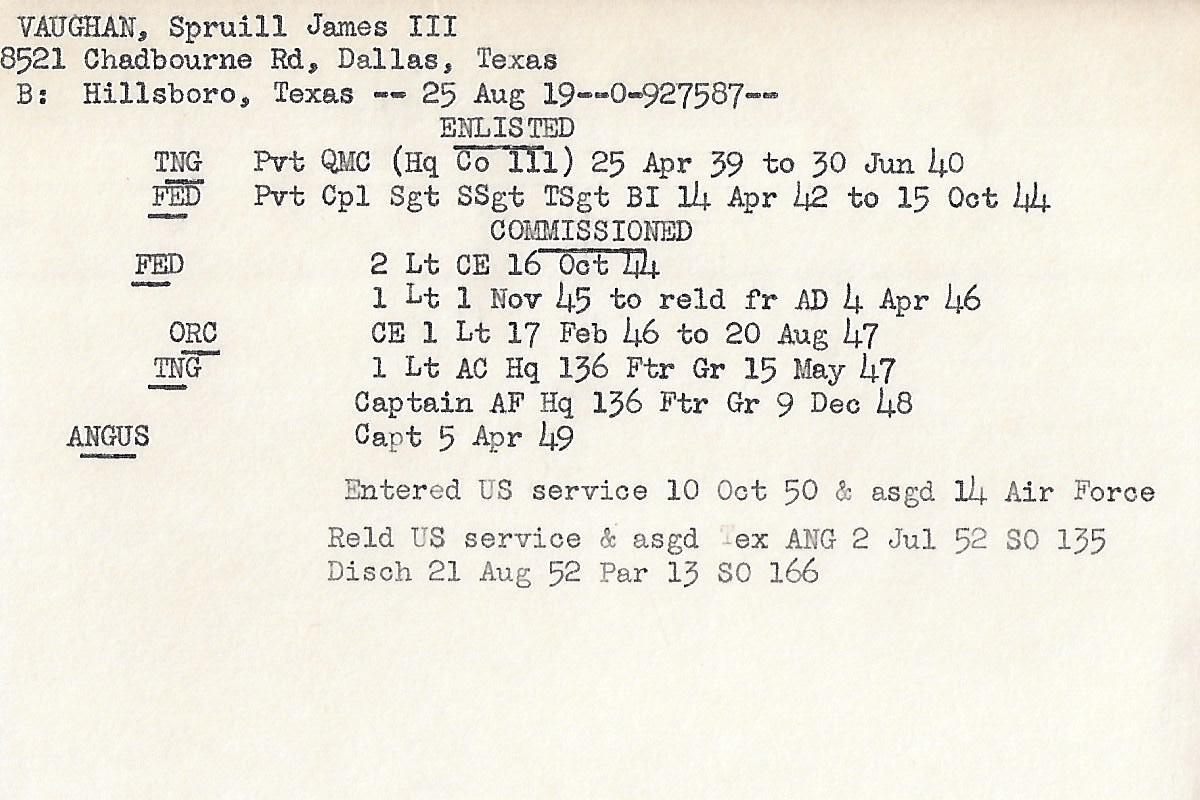 VAUGHAN, Spruill James III
8521 Chadbourne Rd, Dallas, Texas
B: Hillsboro, Texas -- 25 Aug 19--0-927587--
ENLISTED
TNG Pvt QMC (Hq Co 111) 25 Apr 39 to 30 Jun 40
FED Pvt Cpl Sgt SSgt TSgt BI 14 Apr 42 to 15 Oct 44
COMMISSIONED
FED 2 Lt CE 16 Oct 44
1 Lt 1 Nov 45 to reld fr AD 4 Apr 46
ORC CE 1 Lt 17 Feb 46 to 20 Aug 47
TNG 1 Lt AC Hq 136 Ftr Gr 15 May 47
Captain AF Hq 136 Ftr Gr 9 Dec 48
ANGUS Capt 5 Apr 49
Entered US service 10 Oct 50 & asgd 14 Air Force
Reld US service & asgd Tex ANG 2 Jul 52 SO 135
Disch 21 Aug 52 Par 13 SO 166